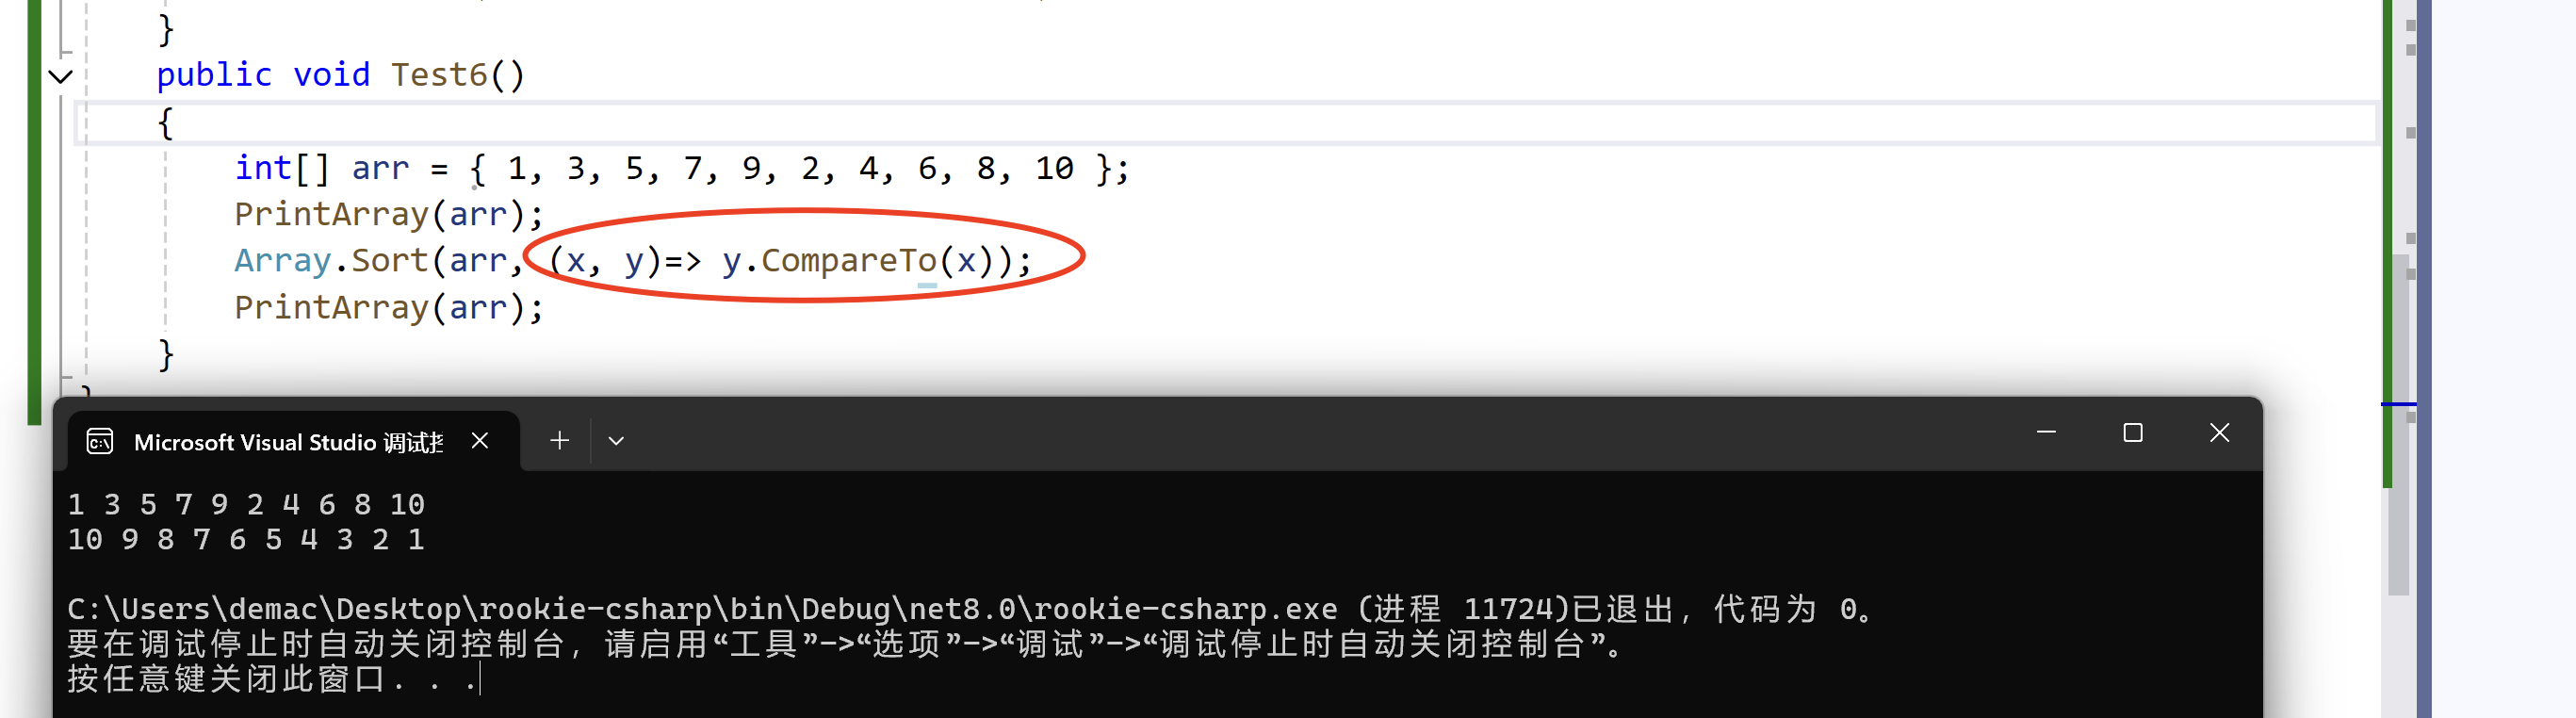 }
public void Test6()
{
int[] arr = { 1, 3, 5, 7, 9, 2, 4, 6, 8, 10 };
PrintArray(arr);
Array.Sort(arr, (x, y)=> y.CompareTo(x));
PrintArray(arr);
}
Microsoft Visual Studio 调试控
1 3 5 7 9 2 4 6 8 10
10 9 8 7 6 5 4 3 2 1
C:\Users\demac\Desktop\rookie-csharp\bin\Debug\net8.0\rookie-csharp.exe (进程 11724)已退出，代码为 0。
要在调试停止时自动关闭控制台，请启用“工具”->“选项”->“调试”->“调试停止时自动关闭控制台”。
按任意键关闭此窗口. . .